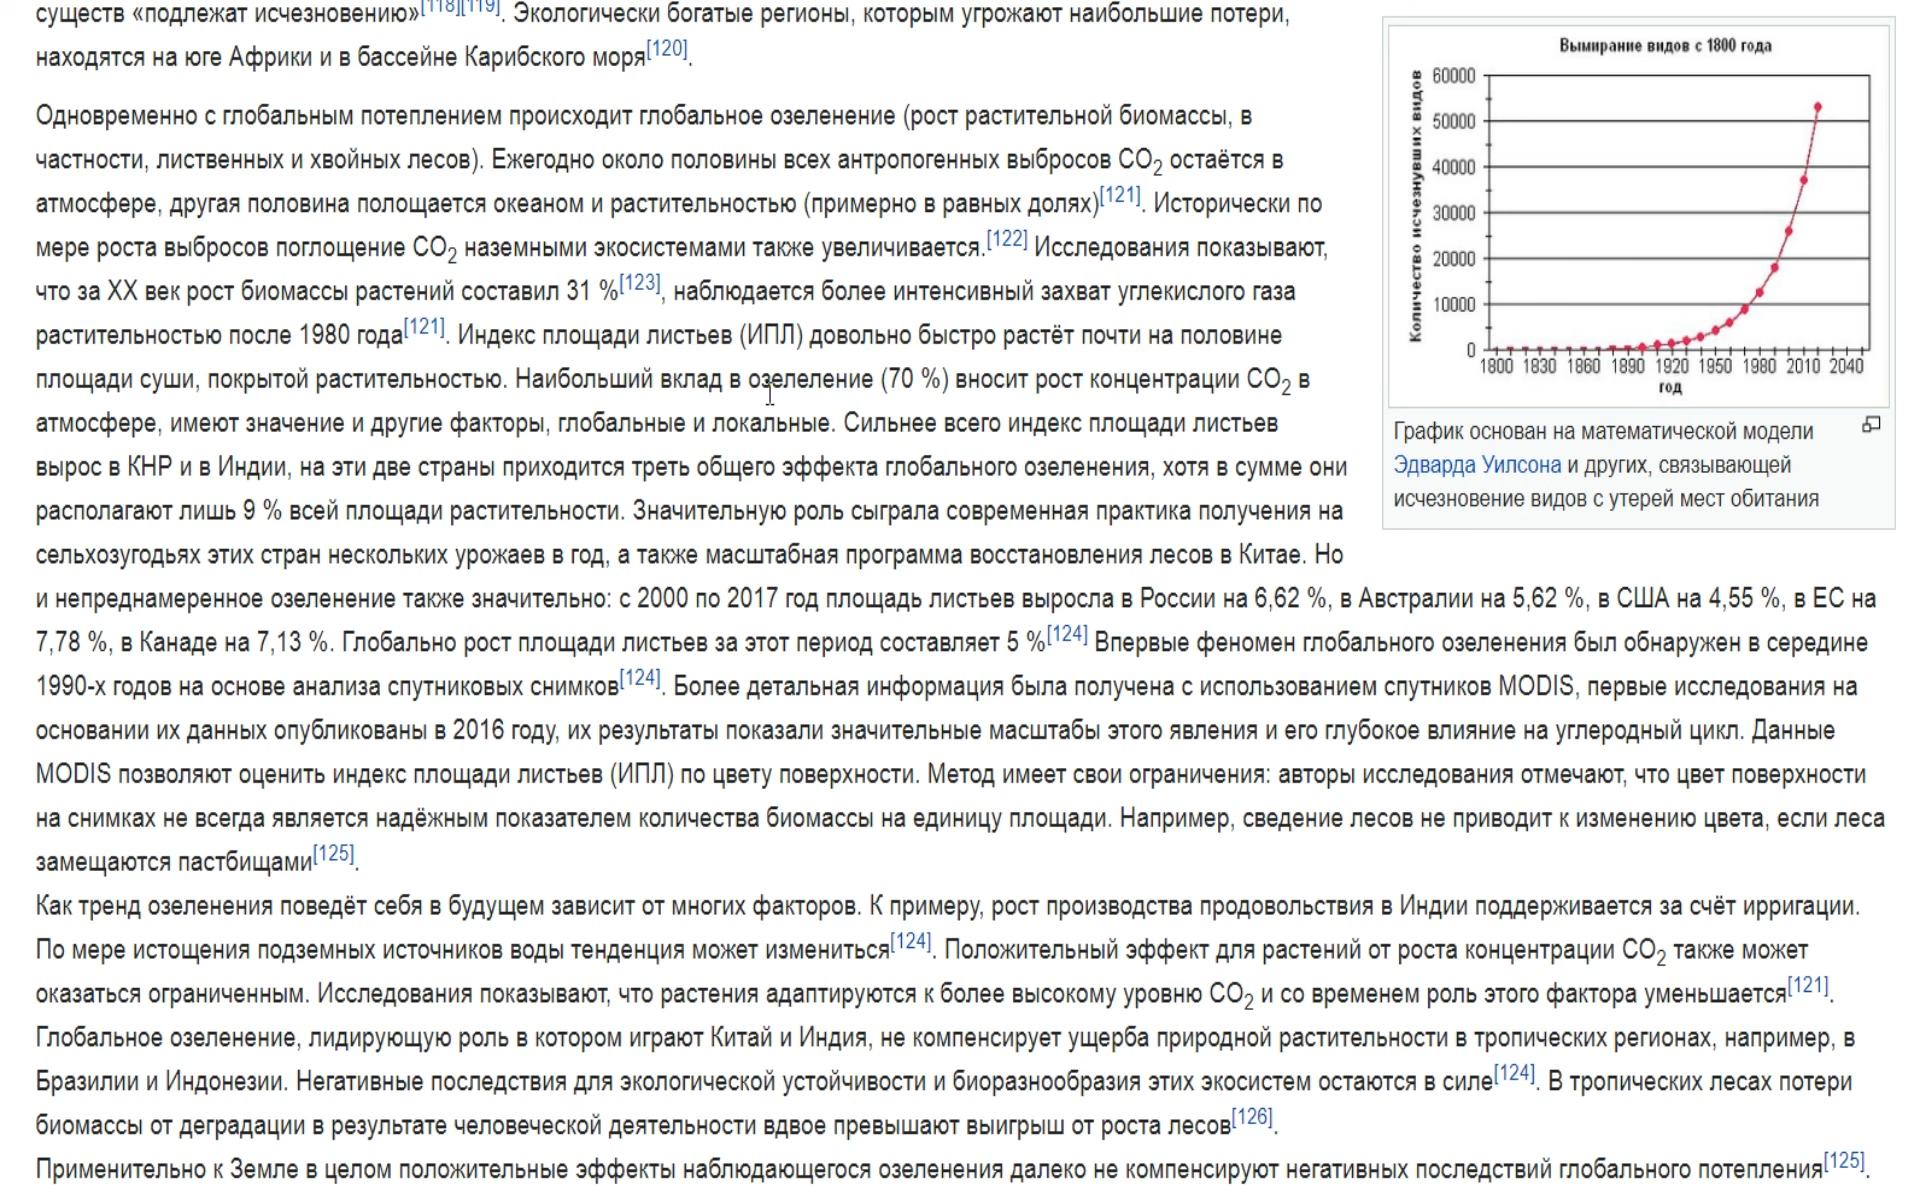 существ «подлежат исчезновению»[118][119]. Экологически богатые регионы, которым угрожают наибольшие потери,
находятся на юге Африки и в бассейне Карибского моря[120].
Одновременно с глобальным потеплением происходит глобальное озеленение (рост растительной биомассы, в
частности, лиственных и хвойных лесов). Ежегодно около половины всех антропогенных выбросов CO2 остаётся в
атмосфере, другая половина полощается океаном и растительностью (примерно в равных долях)[121]. Исторически по
мере роста выбросов поглощение CO2 наземными экосистемами также увеличивается.[122] Исследования показывают,
что за XX век рост биомассы растений составил 31 %[123], наблюдается более интенсивный захват углекислого газа
растительностью после 1980 года[121]. Индекс площади листьев (ИПЛ) довольно быстро растёт почти на половине
площади суши, покрытой растительностью. Наибольший вклад в озелеление (70 %) вносит рост концентрации CO2 в
атмосфере, имеют значение и другие факторы, глобальные и локальные. Сильнее всего индекс площади листьев
вырос в КНР и в Индии, на эти две страны приходится треть общего эффекта глобального озеленения, хотя в сумме они
располагают лишь 9 % всей площади растительности. Значительную роль сыграла современная практика получения на
сельхозугодьях этих стран нескольких урожаев в год, а также масштабная программа восстановления лесов в Китае. Но
и непреднамеренное озеленение также значительно: с 2000 по 2017 год площадь листьев выросла в России на 6,62 %, в Австралии на 5,62 %, в США на 4,55 %, в ЕС на
7,78 %, в Канаде на 7,13 %. Глобально рост площади листьев за этот период составляет 5 %[124] Впервые феномен глобального озеленения был обнаружен в середине
1990-х годов на основе анализа спутниковых снимков[124]. Более детальная информация была получена с использованием спутников MODIS, первые исследования на
основании их данных опубликованы в 2016 году, их результаты показали значительные масштабы этого явления и его глубокое влияние на углеродный цикл. Данные
MODIS позволяют оценить индекс площади листьев (ИПЛ) по цвету поверхности. Метод имеет свои ограничения: авторы исследования отмечают, что цвет поверхности
на снимках не всегда является надёжным показателем количества биомассы на единицу площади. Например, сведение лесов не приводит к изменению цвета, если леса
замещаются пастбищами[125].
Как тренд озеленения поведёт себя в будущем зависит от многих факторов. К примеру, рост производства продовольствия в Индии поддерживается за счёт ирригации.
По мере истощения подземных источников воды тенденция может измениться[124]. Положительный эффект для растений от роста концентрации CO2 также может
оказаться ограниченным. Исследования показывают, что растения адаптируются к более высокому уровню CO2 и со временем роль этого фактора уменьшается[121].
Глобальное озеленение, лидирующую роль в котором играют Китай и Индия, не компенсирует ущерба природной растительности в тропических регионах, например, в
Бразилии и Индонезии. Негативные последствия для экологической устойчивости и биоразнообразия этих экосистем остаются в силе[124]. В тропических лесах потери
биомассы от деградации в результате человеческой деятельности вдвое превышают выигрыш от роста лесов[126].
Применительно к Земле в целом положительные эффекты наблюдающегося озеленения далеко не компенсируют негативных последствий глобального потепления[125].
Вымирание видов с 1800 года
Количество исчезнувших видов
60000
50000
40000
30000
20000
10000
0
1800 1830 1860 1890 1920 1950 1980 2010 2040
год
График основан на математической модели
Эдварда Уилсона и других, связывающей
исчезновение видов с утерей мест обитания